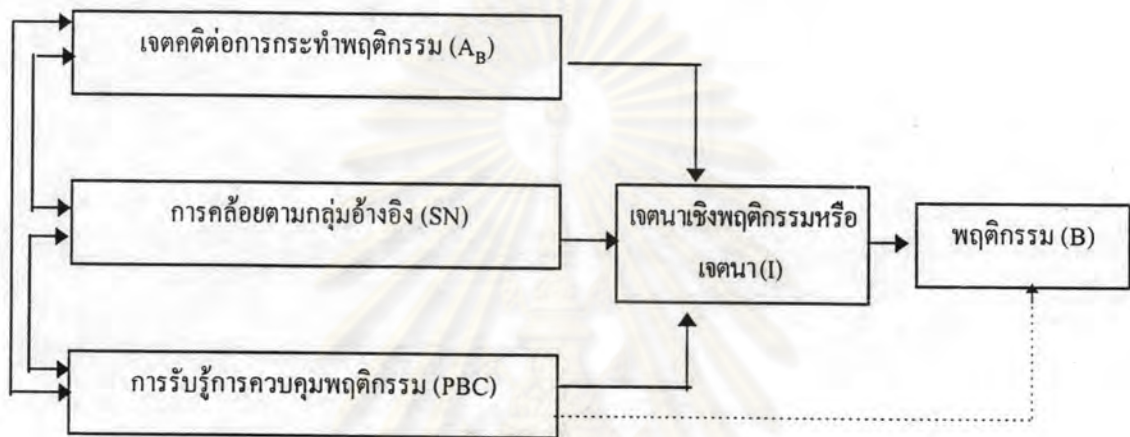 เจตคติต่อการกระทำพฤติกรรม (AB)
การคล้อยตามกลุ่มอ้างอิง (SN)
เจตนาเชิงพฤติกรรมหรือ
เจตนา (I)
พฤติกรรม (B)
การรับรู้การควบคุมพฤติกรรม (PBC)